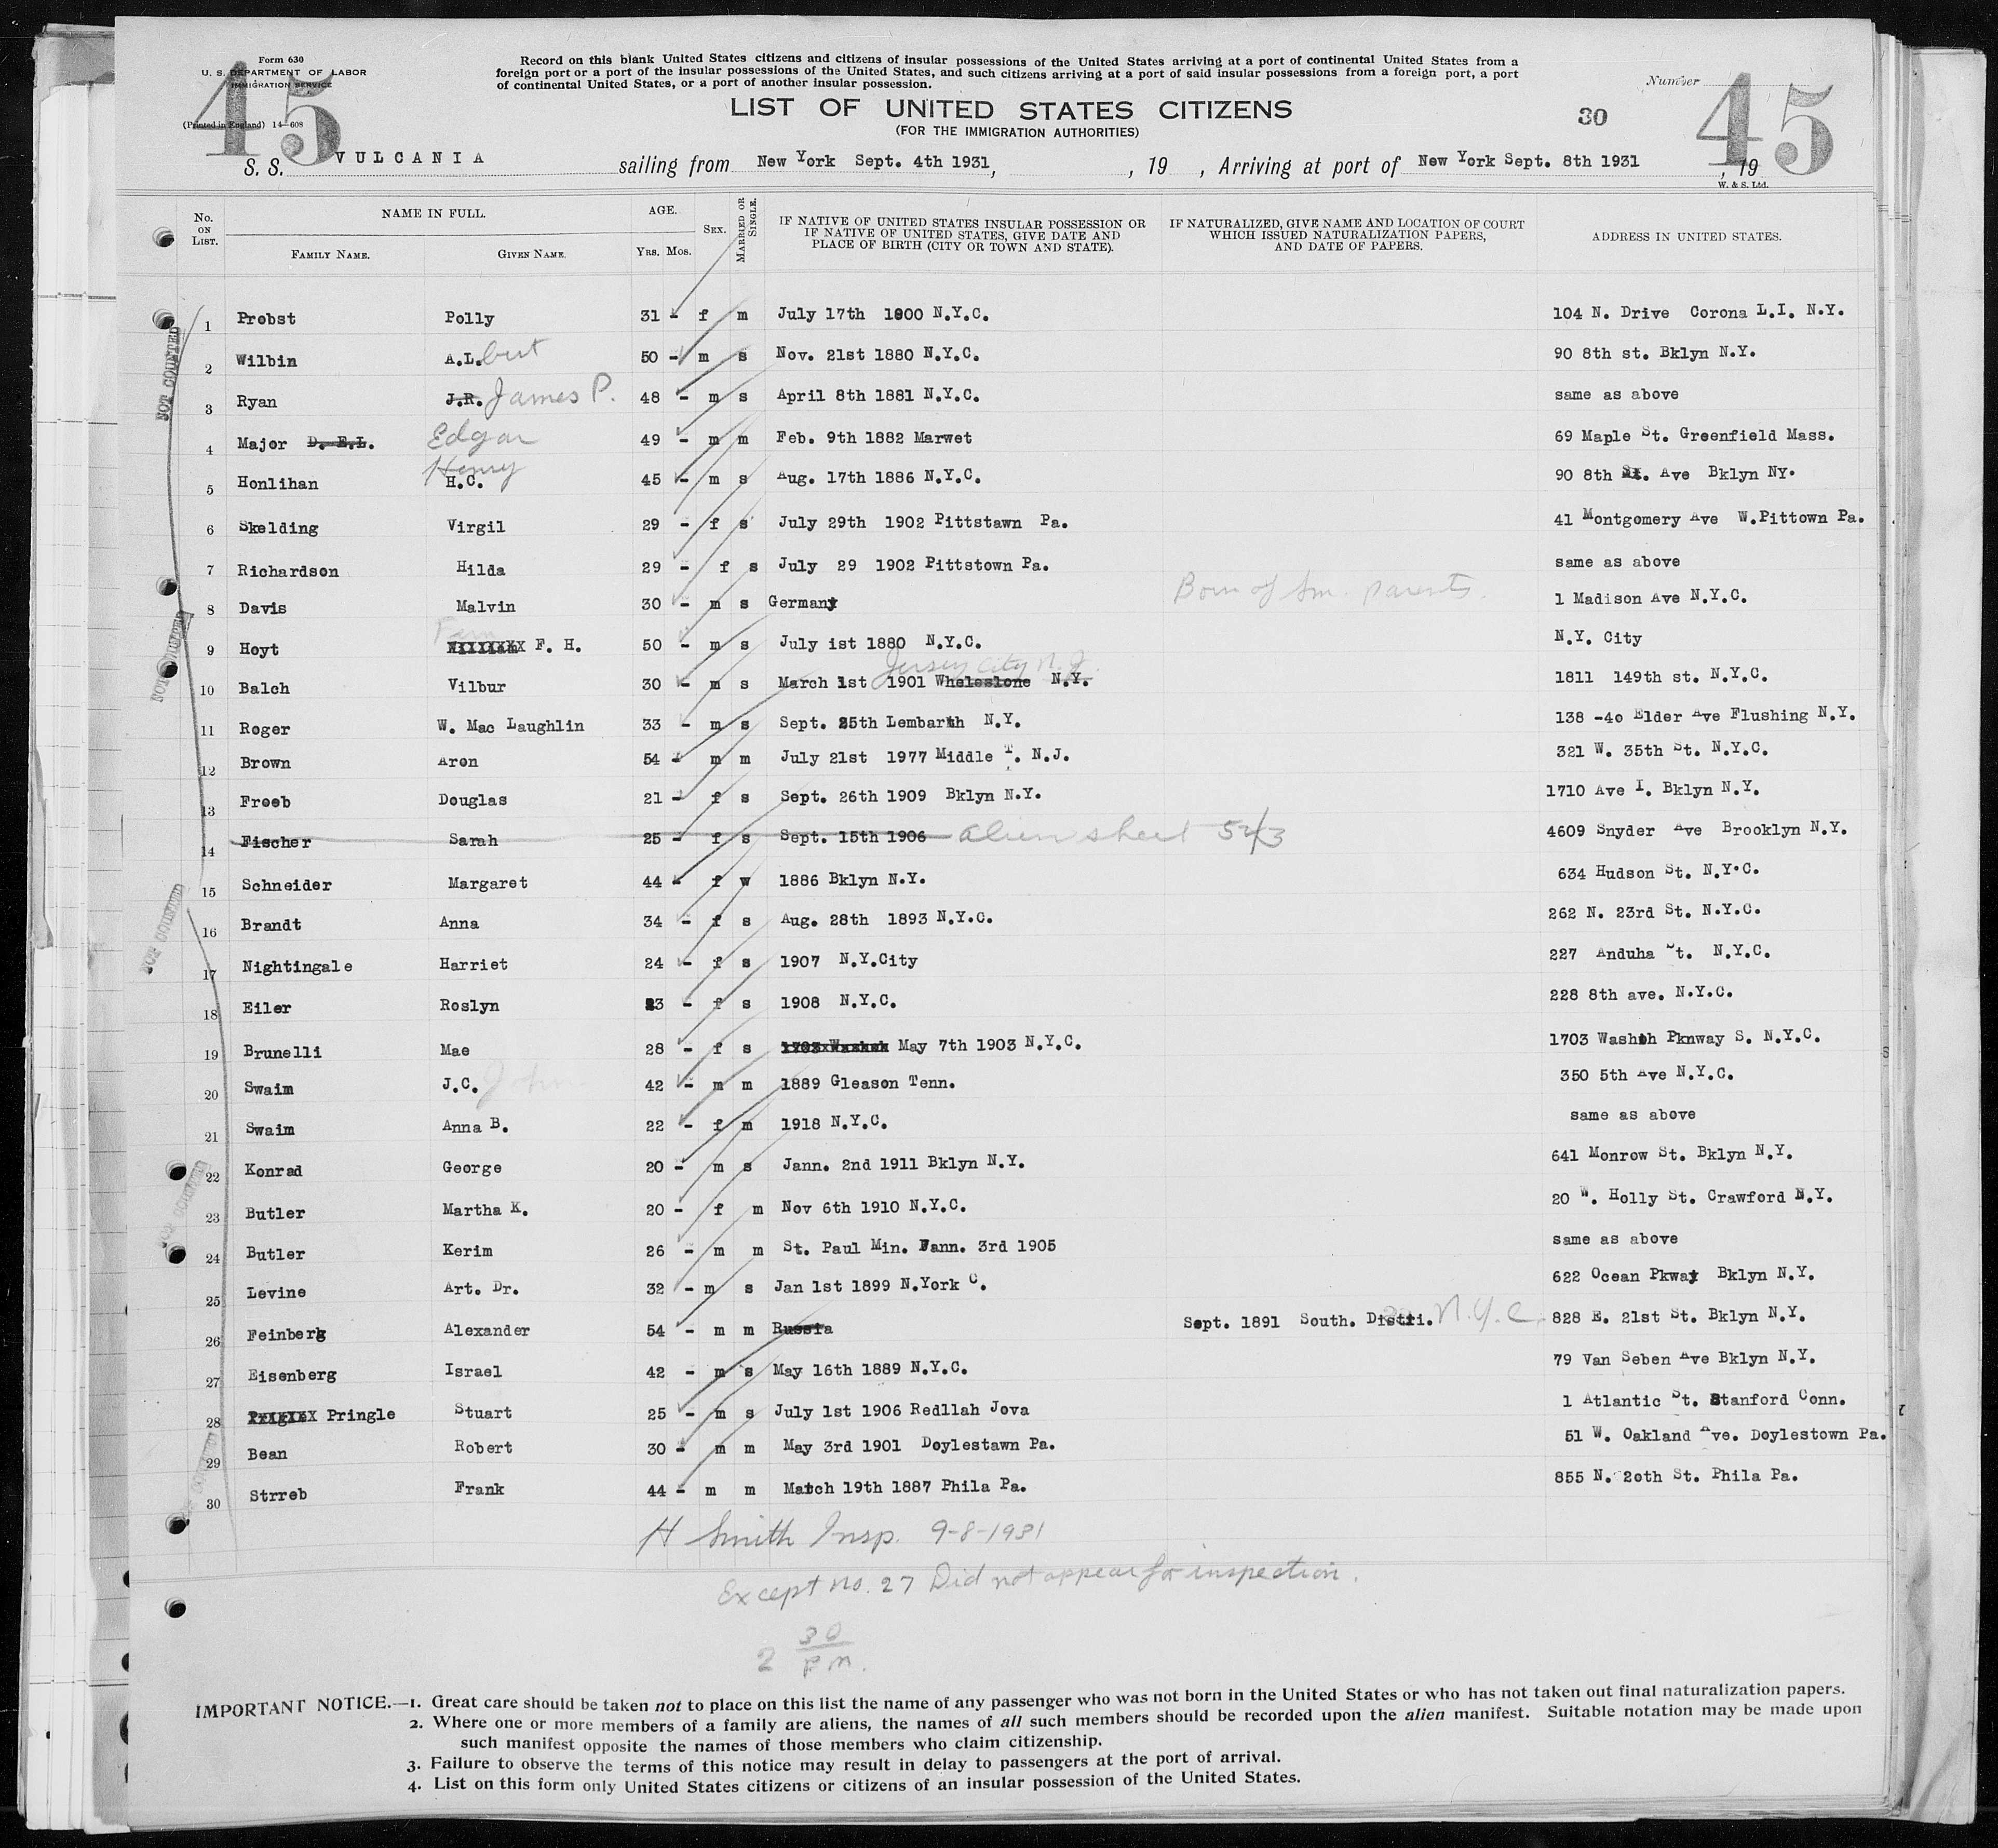 Form 630
U. S. DEPARTMENT OF LABOR
IMMIGRATION SERVICE
(Printed in England) 14-608
45
Record on this blank United States citizens and citizens of insular possessions of the United States arriving at a port of continental United States from a
foreign port or a port of the insular possessions of the United States, and such citizens arriving at a port of said insular possessions from a foreign port, a port
of continental United States, or a port of another insular possession.
LIST OF UNITED STATES CITIZENS
(FOR THE IMMIGRATION AUTHORITIES)
30
Number
45
S. S. VULCANIA sailing from New York Sept. 4th 1931, , 19 , Arriving at port of New York Sept. 8th 1931 , 19
W. & S. Ltd.
No. ON LIST. NAME IN FULL. FAMILY NAME. GIVEN NAME. AGE. YRS. MOS. SEX. MARRIED OR SINGLE. IF NATIVE OF UNITED STATES INSULAR POSSESSION OR IF NATIVE OF UNITED STATES, GIVE DATE AND PLACE OF BIRTH (CITY OR TOWN AND STATE). IF NATURALIZED, GIVE NAME AND LOCATION OF COURT WHICH ISSUED NATURALIZATION PAPERS, AND DATE OF PAPERS. ADDRESS IN UNITED STATES.
NOT COUNTED
1 Probst Polly 31 - f m July 17th 1900 N.Y.C. 104 N. Drive Corona L.I. N.Y.
2 Wilbin A.L.bert 50 - m s Nov. 21st 1880 N.Y.C. 90 8th st. Bklyn N.Y.
3 Ryan J.R. James P. 48 - m s April 8th 1881 N.Y.C. same as above
4 Major D. E.L. Edgar 49 - m m Feb. 9th 1882 Marwet 69 Maple St. Greenfield Mass.
5 Honlihan Henry H.C. 45 - m s Aug. 17th 1886 N.Y.C. 90 8th St. Ave Bklyn NY.
6 Skelding Virgil 29 - f s July 29th 1902 Pittstawn Pa. 41 Montgomery Ave W.Pittown Pa.
7 Richardson Hilda 29 - f s July 29 1902 Pittstown Pa. same as above
8 Davis Malvin 30 - m s Germany Born of Am. parents. 1 Madison Ave N.Y.C.
NOT COUNTED
9 Hoyt F. H. 50 - m s July 1st 1880 N.Y.C. N.Y. City
10 Balch Vilbur 30 - m s March 1st 1901 Wheleslone N.Y. Jersey City N.J. 1811 149th st. N.Y.C.
11 Roger W. Mac Laughlin 33 - m s Sept. 25th Lembarth N.Y. 138 -40 Elder Ave Flushing N.Y.
12 Brown Aron 54 - m m July 21st 1977 Middle T. N.J. 321 W. 35th St. N.Y.C.
13 Froeb Douglas 21 - f s Sept. 26th 1909 Bklyn N.Y. 1710 Ave I. Bklyn N.Y.
14 Fischer Sarah 25 - f s Sept. 15th 1906 alien sheet 52/3 4609 Snyder Ave Brooklyn N.Y.
15 Schneider Margaret 44 - f w 1886 Bklyn N.Y. 634 Hudson St. N.Y.C.
NOT COUNTED
16 Brandt Anna 34 - f s Aug. 28th 1893 N.Y.C. 262 N. 23rd St. N.Y.C.
17 Nightingale Harriet 24 - f s 1907 N.Y.City 227 Anduha St. N.Y.C.
18 Eiler Roslyn 23 - f s 1908 N.Y.C. 228 8th ave. N.Y.C.
19 Brunelli Mae 28 - f s May 7th 1903 N.Y.C. 1703 Washth Pknway S. N.Y.C.
20 Swaim J.C. John 42 - m m 1889 Gleason Tenn. 350 5th Ave N.Y.C.
21 Swaim Anna B. 22 - f m 1918 N.Y.C. same as above
22 Konrad George 20 - m s Jann. 2nd 1911 Bklyn N.Y. 641 Monrow St. Bklyn N.Y.
NOT COUNTED
23 Butler Martha K. 20 - f m Nov 6th 1910 N.Y.C. 20 W. Holly St. Crawford N.Y.
24 Butler Kerim 26 - m m St. Paul Min. Jann. 3rd 1905 same as above
25 Levine Art. Dr. 32 - m s Jan 1st 1899 N.York C. 622 Ocean Pkway Bklyn N.Y.
26 Feinberg Alexander 54 - m m Russia Sept. 1891 South. Distri. N.Y.C. 828 E. 21st St. Bklyn N.Y.
27 Eisenberg Israel 42 - m s May 16th 1889 N.Y.C. 79 Van Seben Ave Bklyn N.Y.
28 Pringle Stuart 25 - m s July 1st 1906 Redllah Jova 1 Atlantic St. Stanford Conn.
29 Bean Robert 30 - m m May 3rd 1901 Doylestawn Pa. 51 W. Oakland Ave. Doylestown Pa.
NOT COUNTED
30 Strreb Frank 44 - m m March 19th 1887 Phila Pa. 855 N. 20th St. Phila Pa.
H Smith Insp. 9-8-1931
Except no. 27 Did not appear for inspection.
2 30
P.M.
IMPORTANT NOTICE.—1. Great care should be taken not to place on this list the name of any passenger who was not born in the United States or who has not taken out final naturalization papers.
2. Where one or more members of a family are aliens, the names of all such members should be recorded upon the alien manifest. Suitable notation may be made upon
such manifest opposite the names of those members who claim citizenship.
3. Failure to observe the terms of this notice may result in delay to passengers at the port of arrival.
4. List on this form only United States citizens or citizens of an insular possession of the United States.